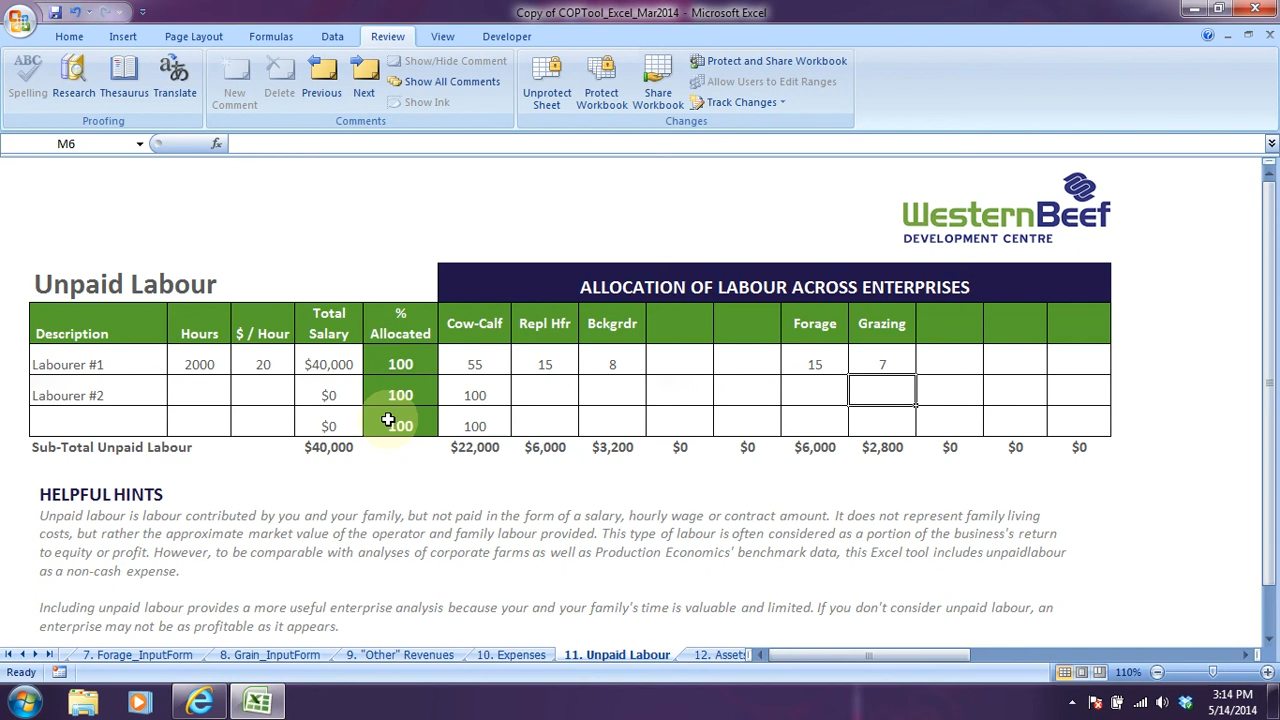 Copy of COPTool_Excel_Mar2014 - Microsoft Excel
Home Insert Page Layout Formulas Data Review View Developer
ABC
Spelling Research Thesaurus Translate
Proofing
New Comment Delete Previous Next
Show/Hide Comment
Show All Comments
Show Ink
Comments
Unprotect Sheet Protect Workbook Share Workbook
Protect and Share Workbook
Allow Users to Edit Ranges
Track Changes
Changes
M6 fx
WesternBeef
DEVELOPMENT CENTRE
Unpaid Labour ALLOCATION OF LABOUR ACROSS ENTERPRISES
Description Hours $ / Hour Total Salary % Allocated Cow-Calf Repl Hfr Bckgrdr Forage Grazing
Labourer #1 2000 20 $40,000 100 55 15 8 15 7
Labourer #2 $0 100 100
$0 100 100
Sub-Total Unpaid Labour $40,000 $22,000 $6,000 $3,200 $0 $0 $6,000 $2,800 $0 $0 $0
HELPFUL HINTS
Unpaid labour is labour contributed by you and your family, but not paid in the form of a salary, hourly wage or contract amount. It does not represent family living
costs, but rather the approximate market value of the operator and family labour provided. This type of labour is often considered as a portion of the business's return
to equity or profit. However, to be comparable with analyses of corporate farms as well as Production Economics' benchmark data, this Excel tool includes unpaidlabour
as a non-cash expense.
Including unpaid labour provides a more useful enterprise analysis because your and your family's time is valuable and limited. If you don't consider unpaid labour, an
enterprise may not be as profitable as it appears.
7. Forage_InputForm 8. Grain_InputForm 9. "Other" Revenues 10. Expenses 11. Unpaid Labour 12. Assets
Ready 110%
3:14 PM
5/14/2014